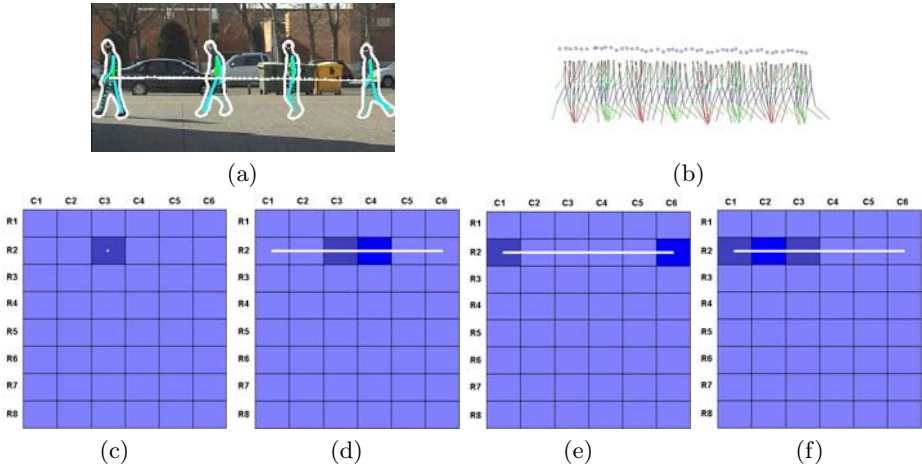 (a)
(b)
C1 C2 C3 C4 C5 C6
R1
R2
R3
R4
R5
R6
R7
R8
C1 C2 C3 C4 C5 C6
R1
R2
R3
R4
R5
R6
R7
R8
C1 C2 C3 C4 C5 C6
R1
R2
R3
R4
R5
R6
R7
R8
C1 C2 C3 C4 C5 C6
R1
R2
R3
R4
R5
R6
R7
R8
(c)
(d)
(e)
(f)